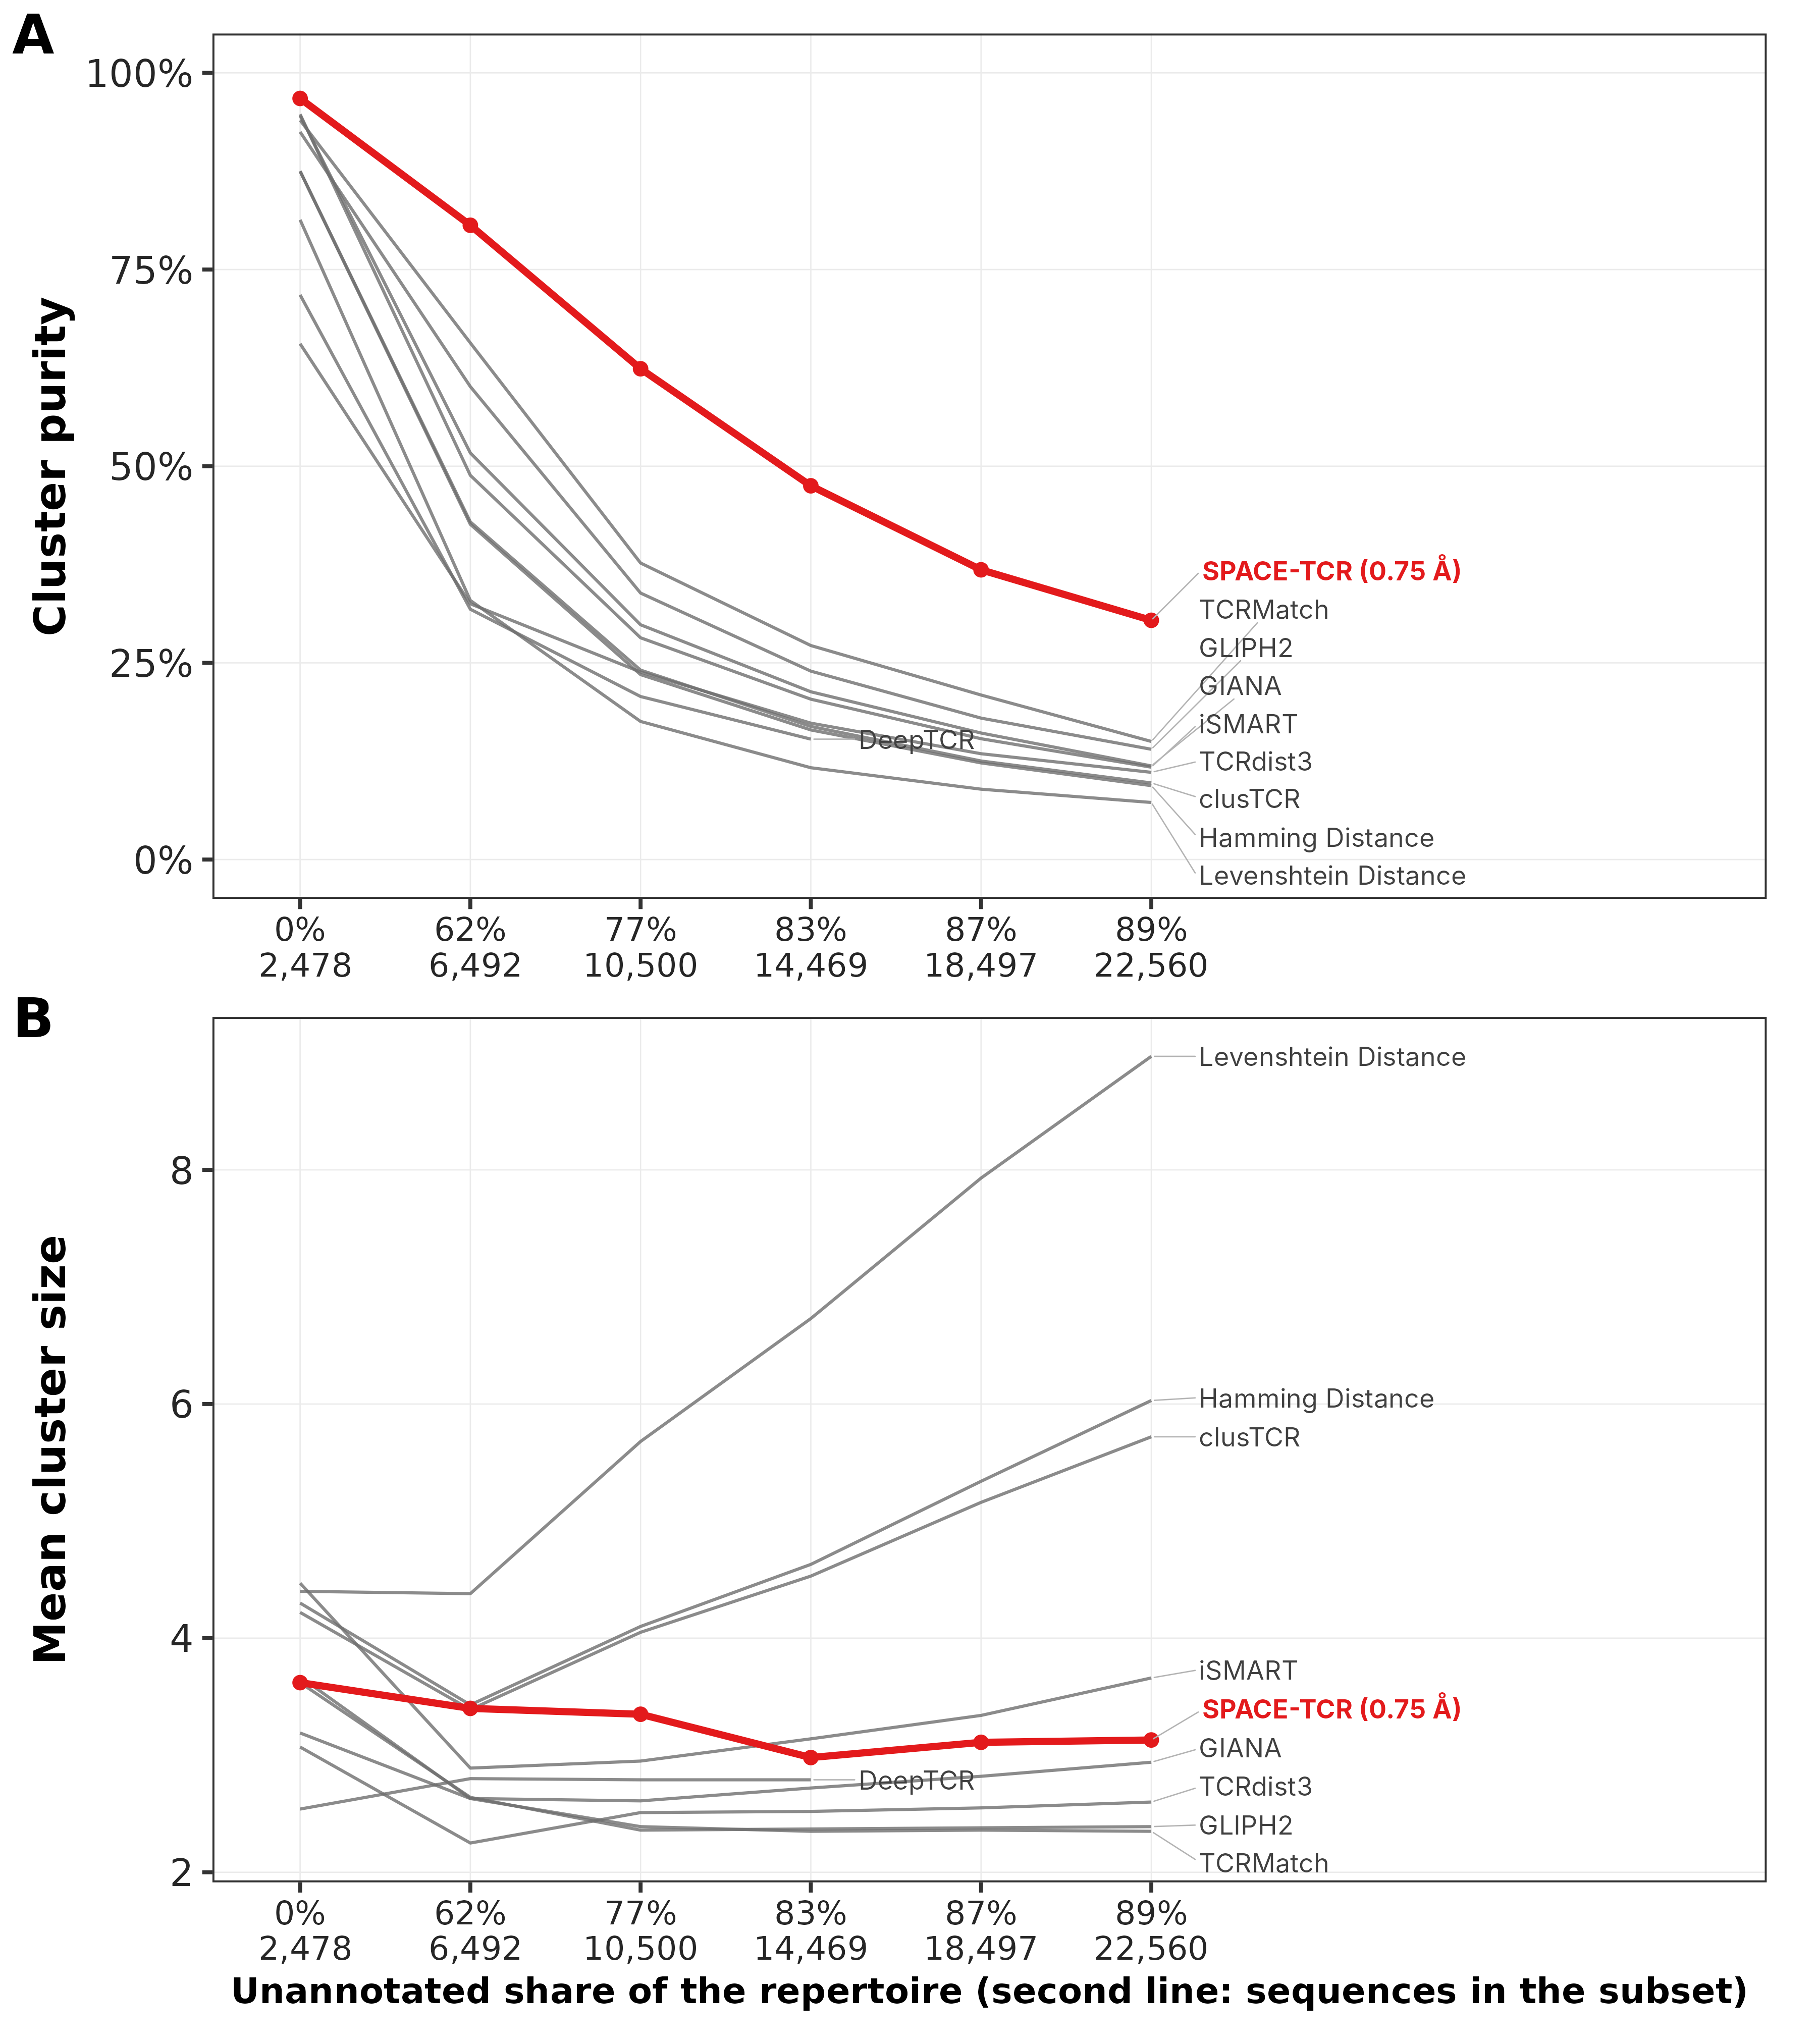 A
Cluster purity
100%
75%
50%
25%
0%
SPACE-TCR (0.75 Å)
TCRMatch
GLIPH2
GIANA
iSMART
DeepTCR
TCRdist3
clusTCR
Hamming Distance
Levenshtein Distance
0% 62% 77% 83% 87% 89%
2,478 6,492 10,500 14,469 18,497 22,560
B
Mean cluster size
Levenshtein Distance
8
6
Hamming Distance
clusTCR
4
iSMART
SPACE-TCR (0.75 Å)
GIANA
DeepTCR
TCRdist3
GLIPH2
TCRMatch
2
0% 62% 77% 83% 87% 89%
2,478 6,492 10,500 14,469 18,497 22,560
Unannotated share of the repertoire (second line: sequences in the subset)